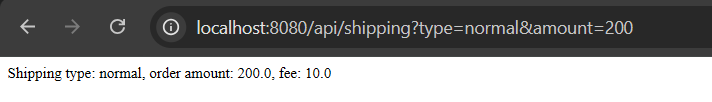 localhost:8080/api/shipping?type=normal&amount=200
Shipping type: normal, order amount: 200.0, fee: 10.0